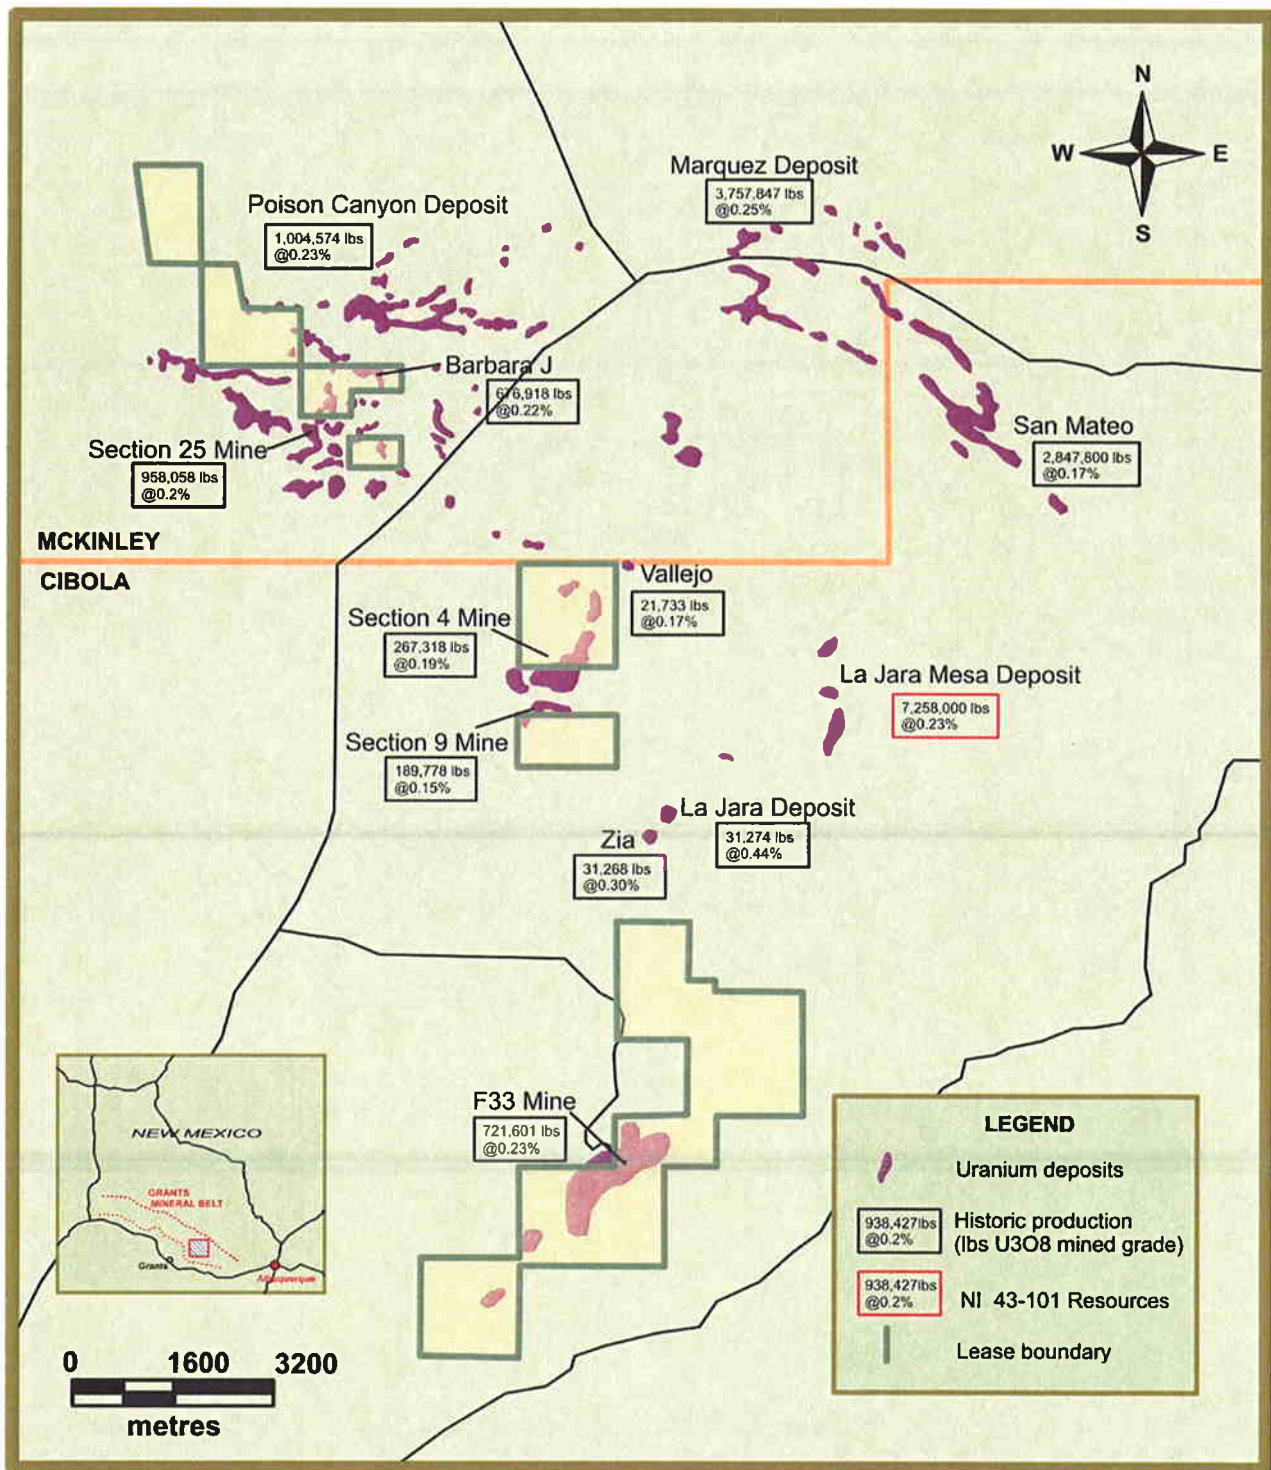 N
W
E
S
Marquez Deposit
3,757,847 lbs
@0.25%
Poison Canyon Deposit
1,004,574 lbs
@0.23%
Barbara J
676,918 lbs
@0.22%
Section 25 Mine
958,058 lbs
@0.2%
San Mateo
2,847,800 lbs
@0.17%
MCKINLEY
CIBOLA
Vallejo
21,733 lbs
@0.17%
Section 4 Mine
267,318 lbs
@0.19%
La Jara Mesa Deposit
7,258,000 lbs
@0.23%
Section 9 Mine
189,778 lbs
@0.15%
La Jara Deposit
31,274 lbs
@0.44%
Zia
31,268 lbs
@0.30%
F33 Mine
721,601 lbs
@0.23%
NEW MEXICO
GRANTS
MINERAL BELT
Grants
Albuquerque
0 1600 3200
metres
LEGEND
Uranium deposits
938,427lbs
@0.2%
Historic production
(lbs U3O8 mined grade)
938,427lbs
@0.2%
NI 43-101 Resources
Lease boundary